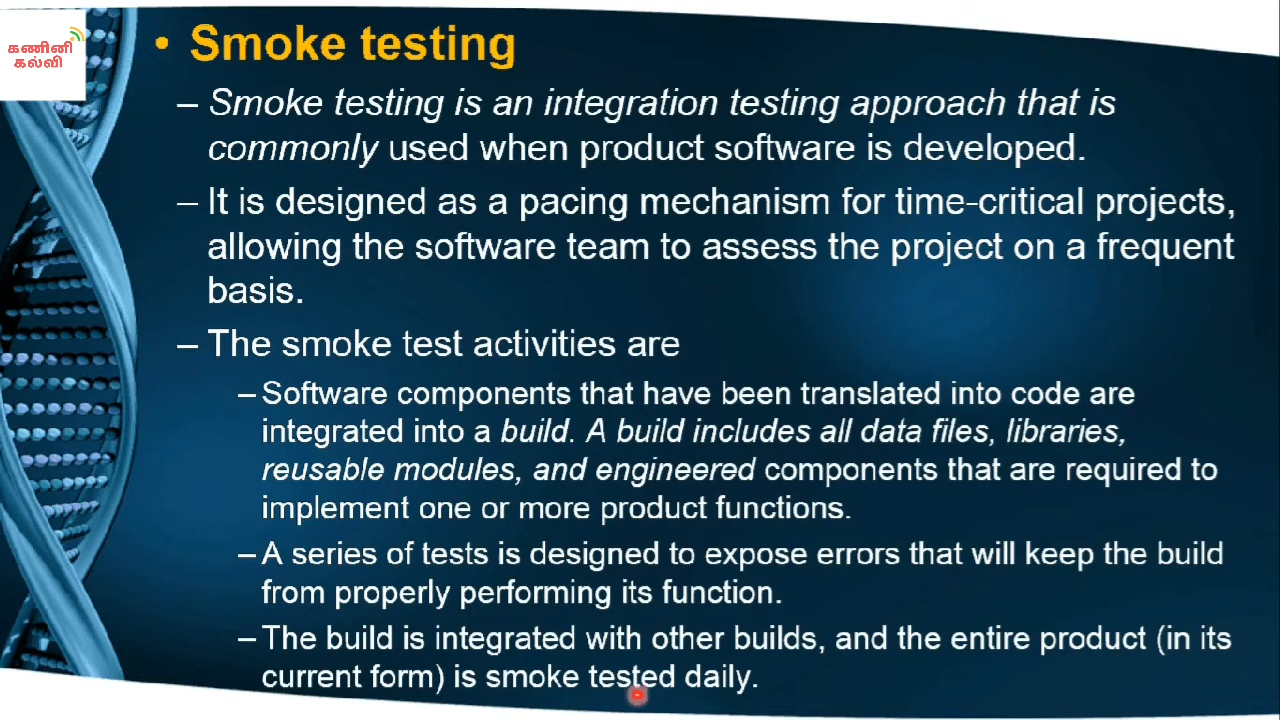 கணினி
கல்வி
• Smoke testing
– Smoke testing is an integration testing approach that is
commonly used when product software is developed.
– It is designed as a pacing mechanism for time-critical projects,
allowing the software team to assess the project on a frequent
basis.
– The smoke test activities are
– Software components that have been translated into code are
integrated into a build. A build includes all data files, libraries,
reusable modules, and engineered components that are required to
implement one or more product functions.
– A series of tests is designed to expose errors that will keep the build
from properly performing its function.
– The build is integrated with other builds, and the entire product (in its
current form) is smoke tested daily.